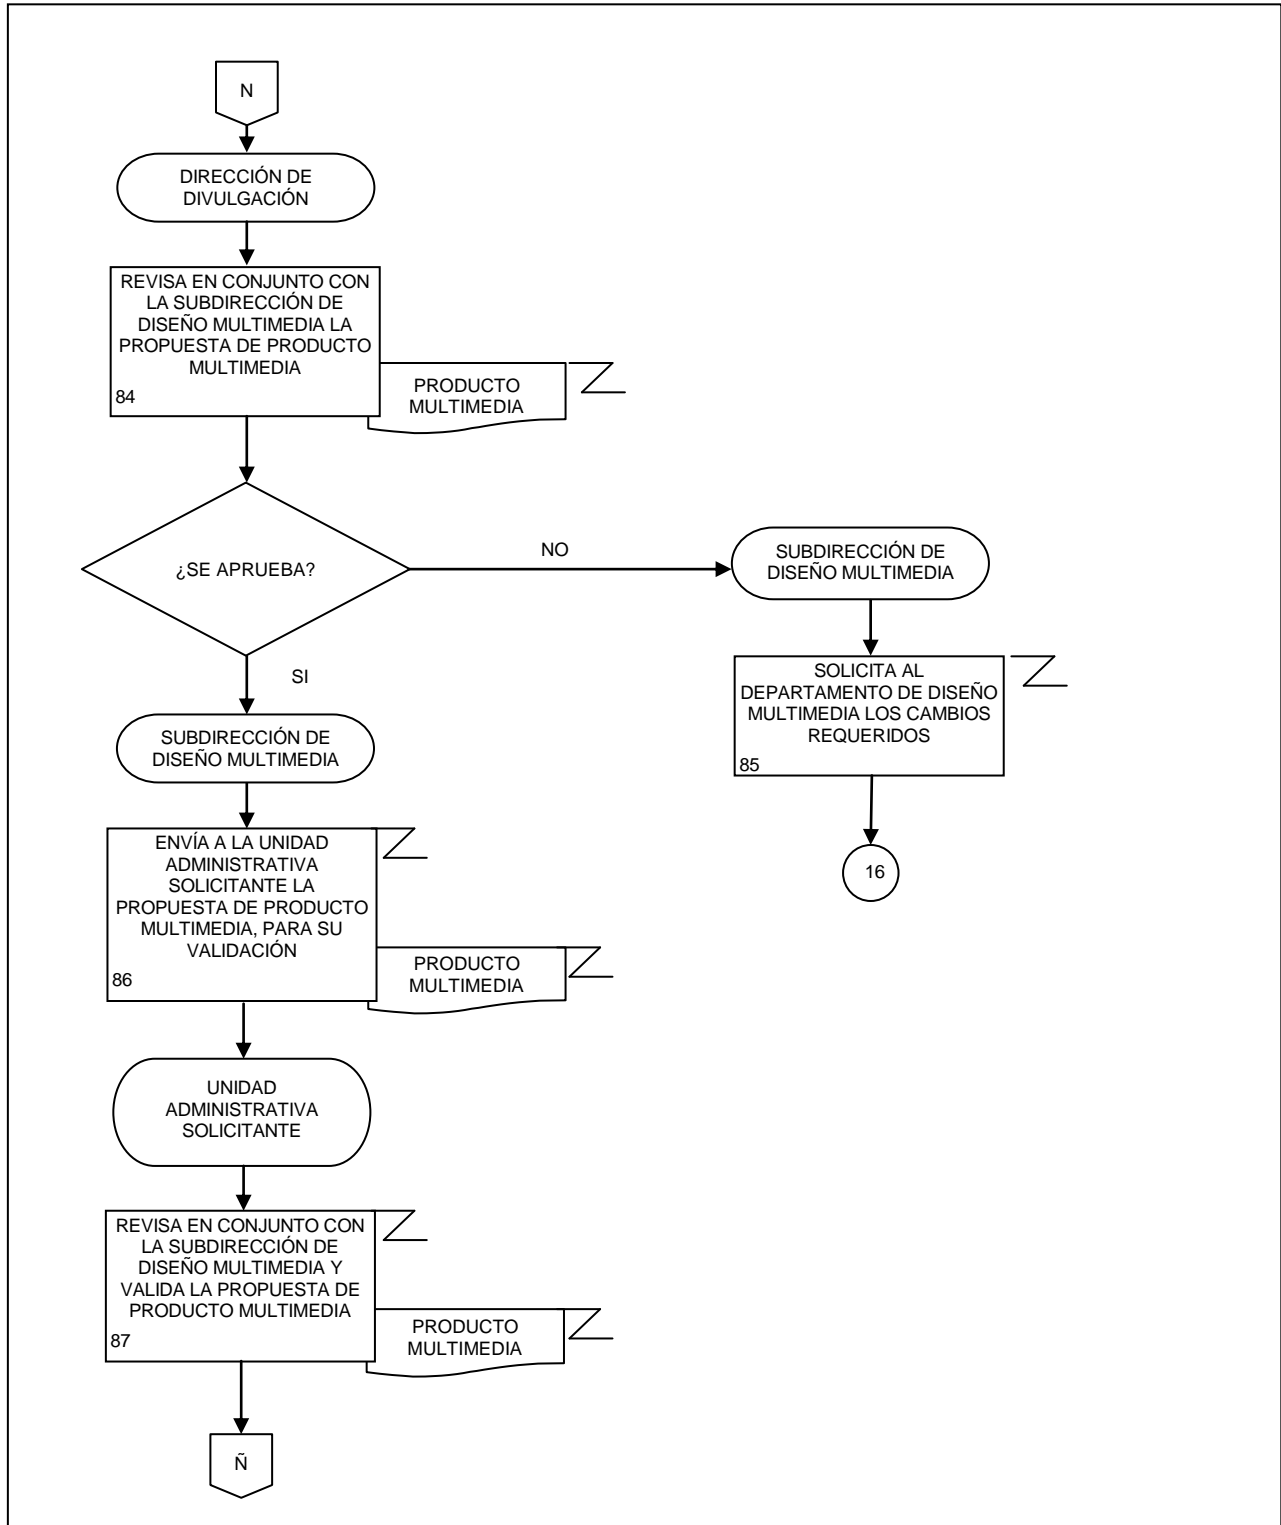 N
DIRECCIÓN DE
DIVULGACIÓN
REVISA EN CONJUNTO CON
LA SUBDIRECCIÓN DE
DISEÑO MULTIMEDIA LA
PROPUESTA DE PRODUCTO
MULTIMEDIA
84
PRODUCTO
MULTIMEDIA
¿SE APRUEBA?
NO
SUBDIRECCIÓN DE
DISEÑO MULTIMEDIA
SOLICITA AL
DEPARTAMENTO DE DISEÑO
MULTIMEDIA LOS CAMBIOS
REQUERIDOS
85
16
SI
SUBDIRECCIÓN DE
DISEÑO MULTIMEDIA
ENVÍA A LA UNIDAD
ADMINISTRATIVA
SOLICITANTE LA
PROPUESTA DE PRODUCTO
MULTIMEDIA, PARA SU
VALIDACIÓN
86
PRODUCTO
MULTIMEDIA
UNIDAD
ADMINISTRATIVA
SOLICITANTE
REVISA EN CONJUNTO CON
LA SUBDIRECCIÓN DE
DISEÑO MULTIMEDIA Y
VALIDA LA PROPUESTA DE
PRODUCTO MULTIMEDIA
87
PRODUCTO
MULTIMEDIA
Ñ